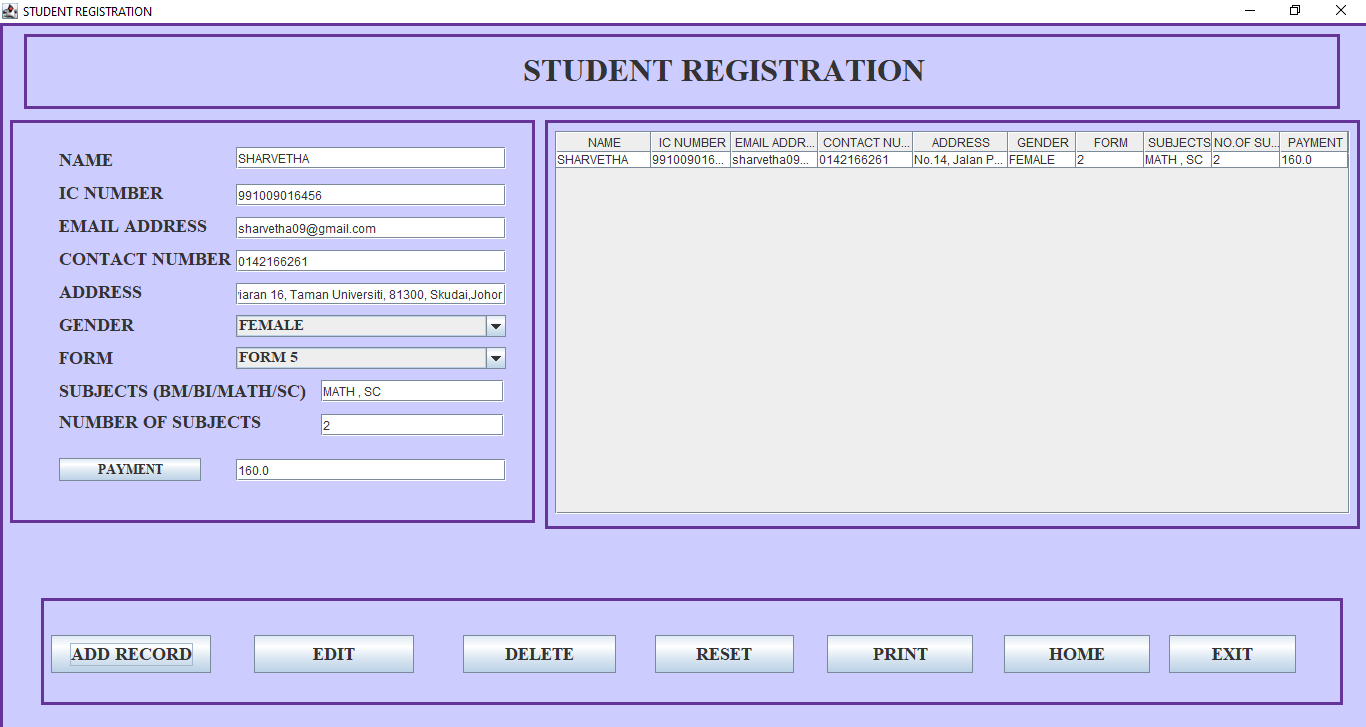 STUDENT REGISTRATION
STUDENT REGISTRATION
NAME SHARVETHA
IC NUMBER 991009016456
EMAIL ADDRESS sharvetha09@gmail.com
CONTACT NUMBER 0142166261
ADDRESS iaran 16, Taman Universiti, 81300, Skudai,Johor
GENDER FEMALE
FORM FORM 5
SUBJECTS (BM/BI/MATH/SC) MATH , SC
NUMBER OF SUBJECTS 2
PAYMENT 160.0
NAME IC NUMBER EMAIL ADDR... CONTACT NU... ADDRESS GENDER FORM SUBJECTS NO.OF SU... PAYMENT
SHARVETHA 991009016... sharvetha09... 0142166261 No.14, Jalan P... FEMALE 2 MATH , SC 2 160.0
ADD RECORD EDIT DELETE RESET PRINT HOME EXIT